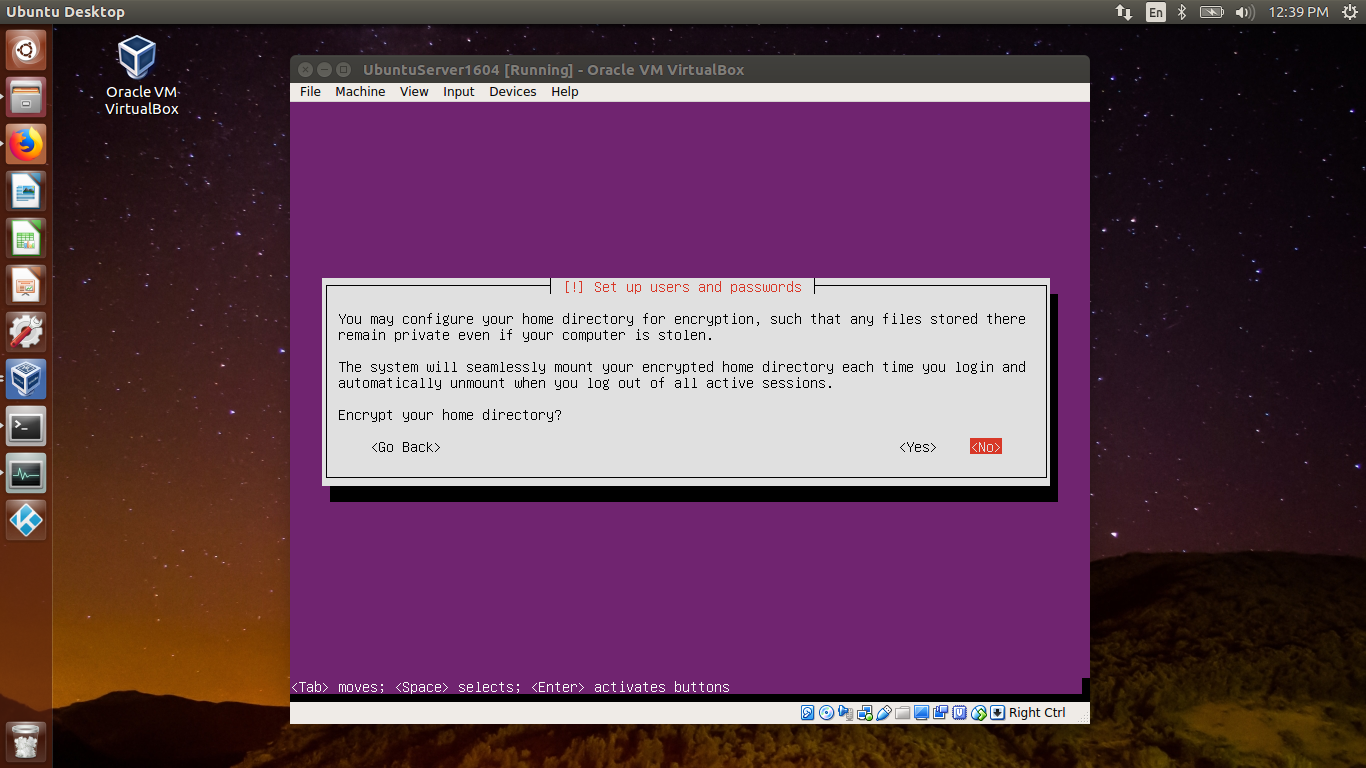 Ubuntu Desktop
En
12:39 PM
Oracle VM
VirtualBox
UbuntuServer1604 [Running] - Oracle VM VirtualBox
File Machine View Input Devices Help
[!] Set up users and passwords
You may configure your home directory for encryption, such that any files stored there
remain private even if your computer is stolen.
The system will seamlessly mount your encrypted home directory each time you login and
automatically unmount when you log out of all active sessions.
Encrypt your home directory?
<Go Back> <Yes> <No>
<Tab> moves; <Space> selects; <Enter> activates buttons
Right Ctrl